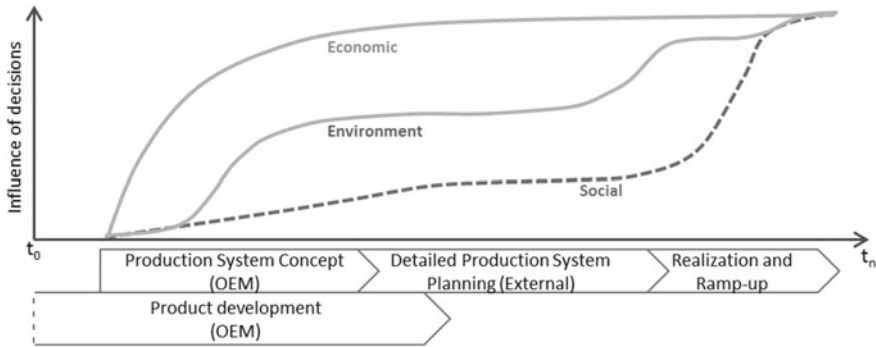 Influence of decisions
Economic
Environment
Social
t0
tn
Production System Concept
(OEM)
Detailed Production System
Planning (External)
Realization and
Ramp-up
Product development
(OEM)